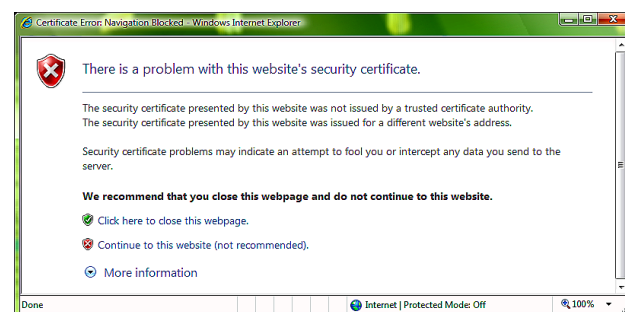 Certificate Error: Navigation Blocked - Windows Internet Explorer
There is a problem with this website's security certificate.
The security certificate presented by this website was not issued by a trusted certificate authority.
The security certificate presented by this website was issued for a different website's address.
Security certificate problems may indicate an attempt to fool you or intercept any data you send to the
server.
We recommend that you close this webpage and do not continue to this website.
Click here to close this webpage.
Continue to this website (not recommended).
More information
Done
Internet | Protected Mode: Off
100%